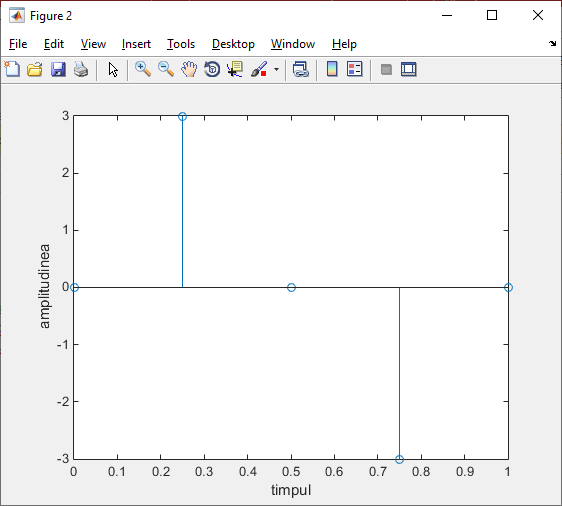 Figure 2
File Edit View Insert Tools Desktop Window Help
3
2
1
0
-1
-2
-3
amplitudinea
0 0.1 0.2 0.3 0.4 0.5 0.6 0.7 0.8 0.9 1
timpul